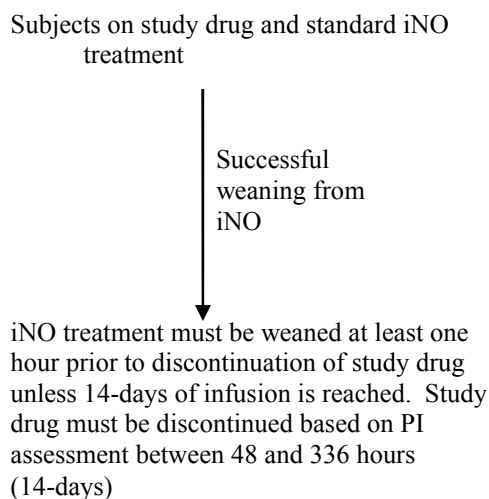 Subjects on study drug and standard iNO
treatment
Successful
weaning from
iNO
iNO treatment must be weaned at least one
hour prior to discontinuation of study drug
unless 14-days of infusion is reached.  Study
drug must be discontinued based on PI
assessment between 48 and 336 hours
(14-days)